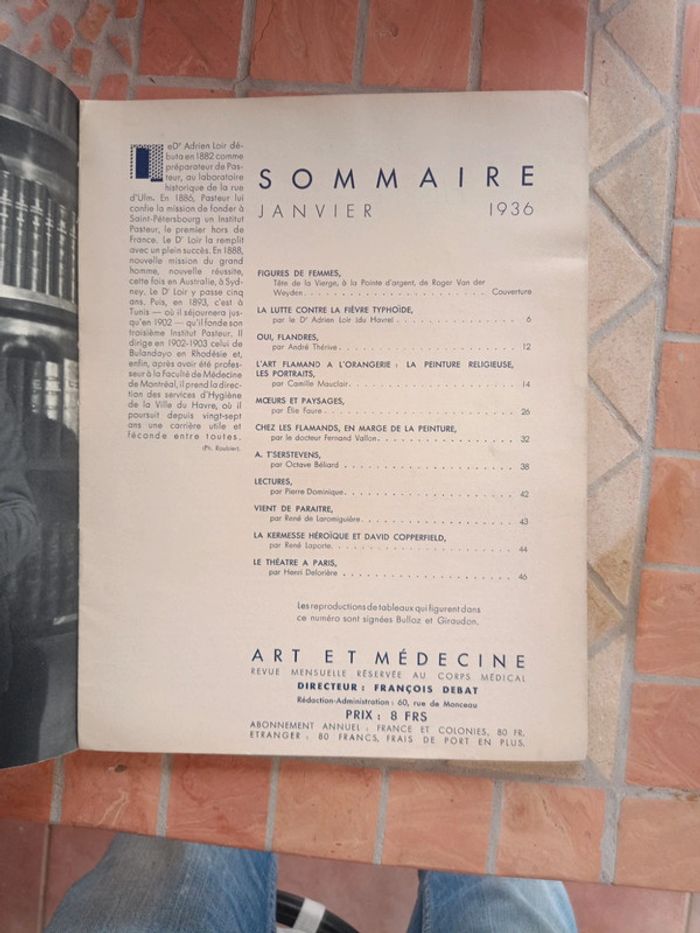 Le Dr Adrien Loir dé-
buta en 1882 comme
préparateur de Pas-
teur, au laboratoire
historique de la rue
d'Ulm. En 1886, Pasteur lui
confie la mission de fonder à
Saint-Pétersbourg un Institut
Pasteur, le premier hors de
France. Le Dr Loir la remplit
avec un plein succès. En 1888,
nouvelle mission du grand
homme, nouvelle réussite,
cette fois en Australie, à Syd-
ney. Le Dr Loir y passe cinq
ans. Puis, en 1893, c'est à
Tunis — où il séjournera jus-
qu'en 1902 — qu'il fonde son
troisième Institut Pasteur. Il
dirige en 1902-1903 celui de
Bulandayo en Rhodésie et,
enfin, après avoir été profes-
seur à la Faculté de Médecine
de Montréal, il prend la direc-
tion des services d'Hygiène
de la Ville du Havre, où il
poursuit depuis vingt-sept
ans une carrière utile et
féconde entre toutes.
(Ph. Roubier).
SOMMAIRE
JANVIER 1936
FIGURES DE FEMMES,
Tête de la Vierge, à la Pointe d'argent, de Roger Van der
Weyden. Couverture
LA LUTTE CONTRE LA FIÈVRE TYPHOÏDE,
par le Dr Adrien Loir (du Havre) 6
OUI, FLANDRES,
par André Thérive. 12
L'ART FLAMAND A L'ORANGERIE : LA PEINTURE RELIGIEUSE,
LES PORTRAITS,
par Camille Mauclair. 14
MŒURS ET PAYSAGES,
par Élie Faure 26
CHEZ LES FLAMANDS, EN MARGE DE LA PEINTURE,
par le docteur Fernand Vallon. 32
A. T'SERSTEVENS,
par Octave Béliard 38
LECTURES,
par Pierre Dominique. 42
VIENT DE PARAITRE,
par René de Laromiguière. 43
LA KERMESSE HÉROÏQUE ET DAVID COPPERFIELD,
par René Laporte. 44
LE THÉATRE A PARIS,
par Henri Delorière 46
Les reproductions de tableaux qui figurent dans
ce numéro sont signées Bulloz et Giraudon.
ART ET MÉDECINE
REVUE MENSUELLE RÉSERVÉE AU CORPS MÉDICAL
DIRECTEUR : FRANÇOIS DEBAT
Rédaction-Administration : 60, rue de Monceau
PRIX : 8 FRS
ABONNEMENT ANNUEL : FRANCE ET COLONIES, 80 FR.
ETRANGER : 80 FRANCS, FRAIS DE PORT EN PLUS.